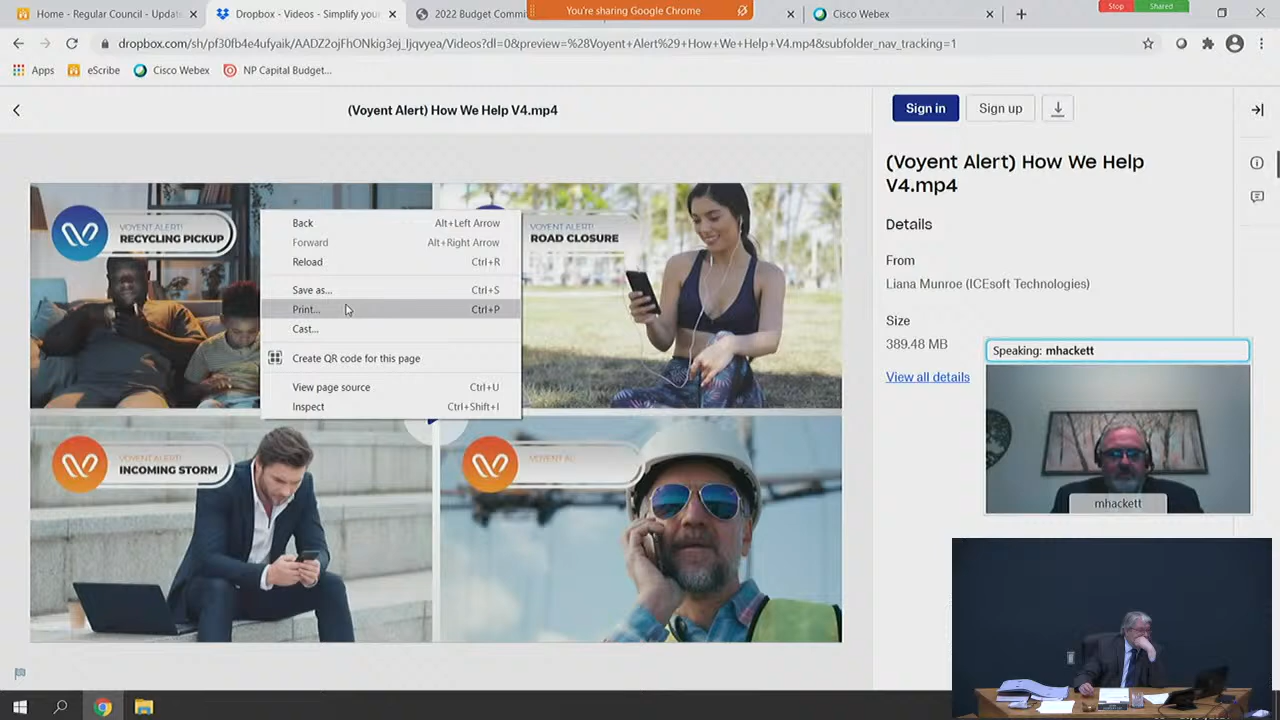 Home - Regular Council - Updat
Dropbox - Videos - Simplify your
2022 Budget Commi
You're sharing Google Chrome
Cisco Webex
Stop
Shared
dropbox.com/sh/pf30fb4e4ufyaik/AADZ2ojFhONkig3ej_Ijqvyea/Videos?dl=0&preview=%28Voyent+Alert%29+How+We+Help+V4.mp4&subfolder_nav_tracking=1
Apps
eScribe
Cisco Webex
NP Capital Budget...
(Voyent Alert) How We Help V4.mp4
Sign in
Sign up
(Voyent Alert) How We Help
V4.mp4
Details
From
Liana Munroe (ICEsoft Technologies)
Size
389.48 MB
View all details
VOYENT ALERT!
RECYCLING PICKUP
VOYENT ALERT!
ROAD CLOSURE
Back Alt+Left Arrow
Forward Alt+Right Arrow
Reload Ctrl+R
Save as... Ctrl+S
Print... Ctrl+P
Cast...
Create QR code for this page
View page source Ctrl+U
Inspect Ctrl+Shift+I
VOYENT ALERT!
INCOMING STORM
VOYENT AL
Speaking: mhackett
mhackett